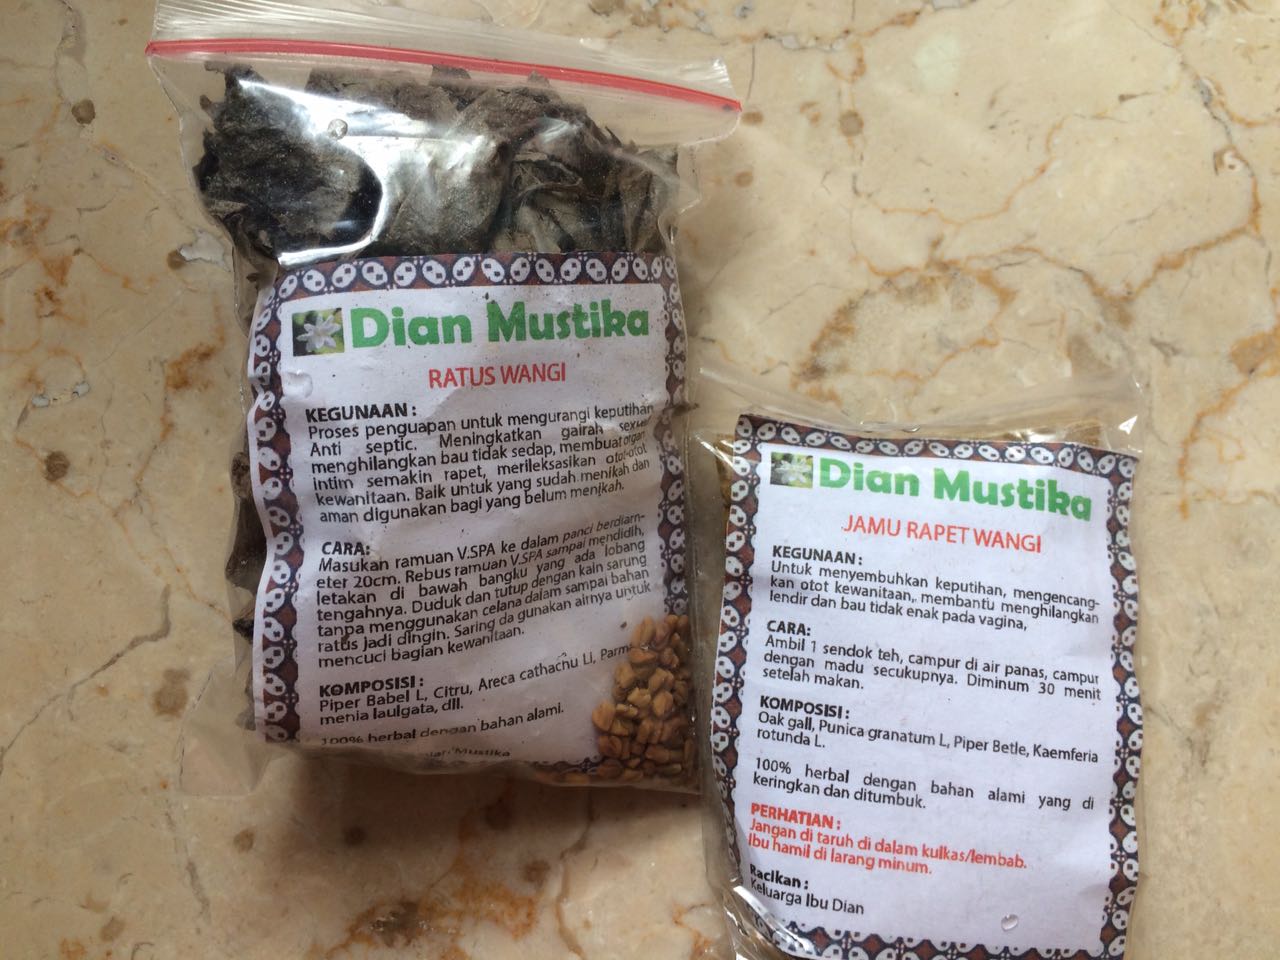 Dian Mustika
RATUS WANGI
KEGUNAAN :
Proses penguapan untuk mengurangi keputihan
Anti septic. Meningkatkan gairah sexual
menghilangkan bau tidak sedap, membuat organ
intim semakin rapet, merileksasikan otot-otot
kewanitaan. Baik untuk yang sudah menikah dan
aman digunakan bagi yang belum menikah.
CARA:
Masukan ramuan V.SPA ke dalam panci berdiam-
eter 20cm. Rebus ramuan V.SPA sampai mendidih,
letakan di bawah bangku yang ada lobang
tengahnya. Duduk dan tutup dengan kain sarung
tanpa menggunakan celana dalam sampai bahan
ratus jadi dingin. Saring da gunakan airnya untuk
mencuci bagian kewanitaan.
KOMPOSISI :
Piper Babel L, Citru, Areca cathachu Li, Parma
menia laulgata, dll.
100% herbal dengan bahan alami.
Mustika
Dian Mustika
JAMU RAPET WANGI
KEGUNAAN :
Untuk menyembuhkan keputihan, mengencang-
kan otot kewanitaan,, membantu menghilangkan
lendir dan bau tidak enak pada vagina,
CARA:
Ambil 1 sendok teh, campur di air panas, campur
dengan madu secukupnya. Diminum 30 menit
setelah makan.
KOMPOSISI :
Oak gall, Punica granatum L, Piper Betle, Kaemferia
rotunda L.
100% herbal dengan bahan alami yang di
keringkan dan ditumbuk.
PERHATIAN :
Jangan di taruh di dalam kulkas/lembab.
Ibu hamil di larang minum.
Racikan :
Keluarga Ibu Dian